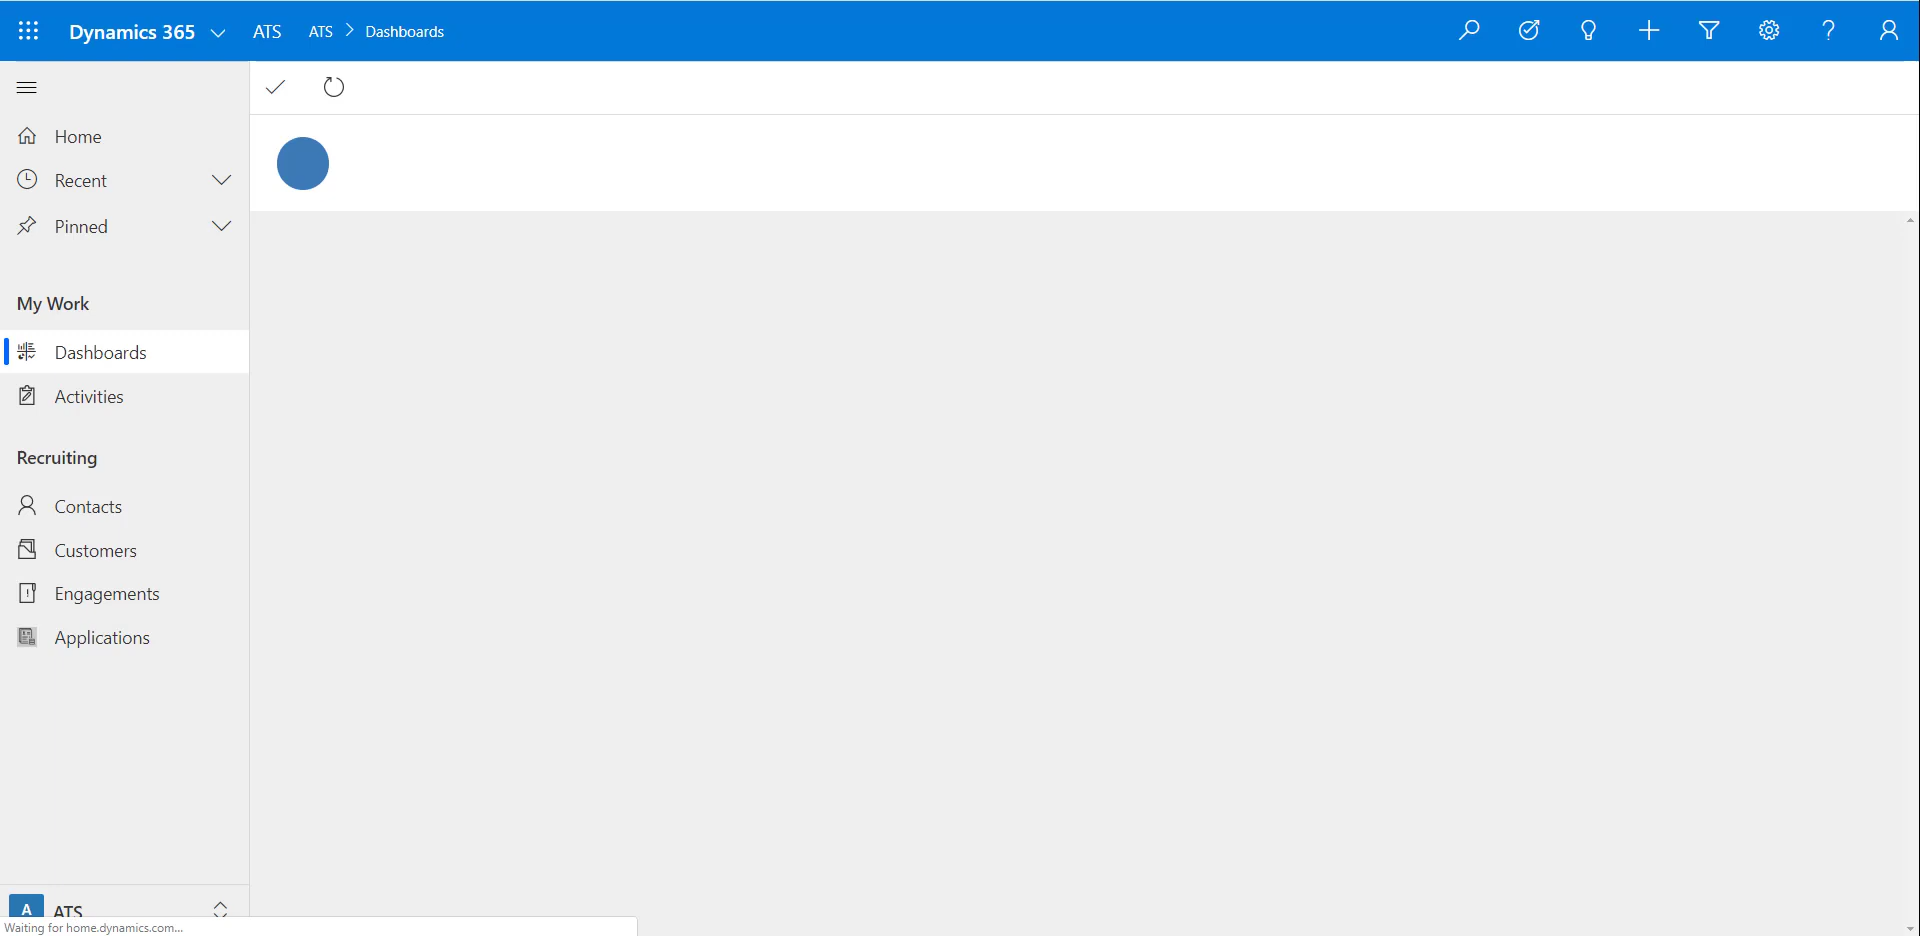 Dynamics 365 ATS ATS Dashboards
Home
Recent
Pinned
My Work
Dashboards
Activities
Recruiting
Contacts
Customers
Engagements
Applications
A ATS
Waiting for home.dynamics.com...